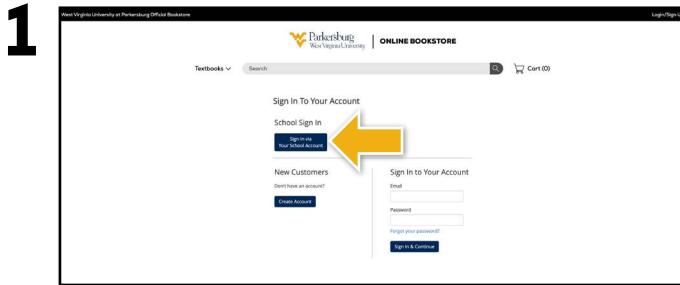 1
West Virginia University at Parkersburg Official Bookstore
Login/Sign-U
Parkersburg
West Virginia University
ONLINE BOOKSTORE
Textbooks
Search
Cart (0)
Sign In To Your Account
School Sign In
Sign In via
Your School Account
New Customers
Don't have an account?
Create Account
Sign In to Your Account
Email
Password
Forgot your password?
Sign In & Continue